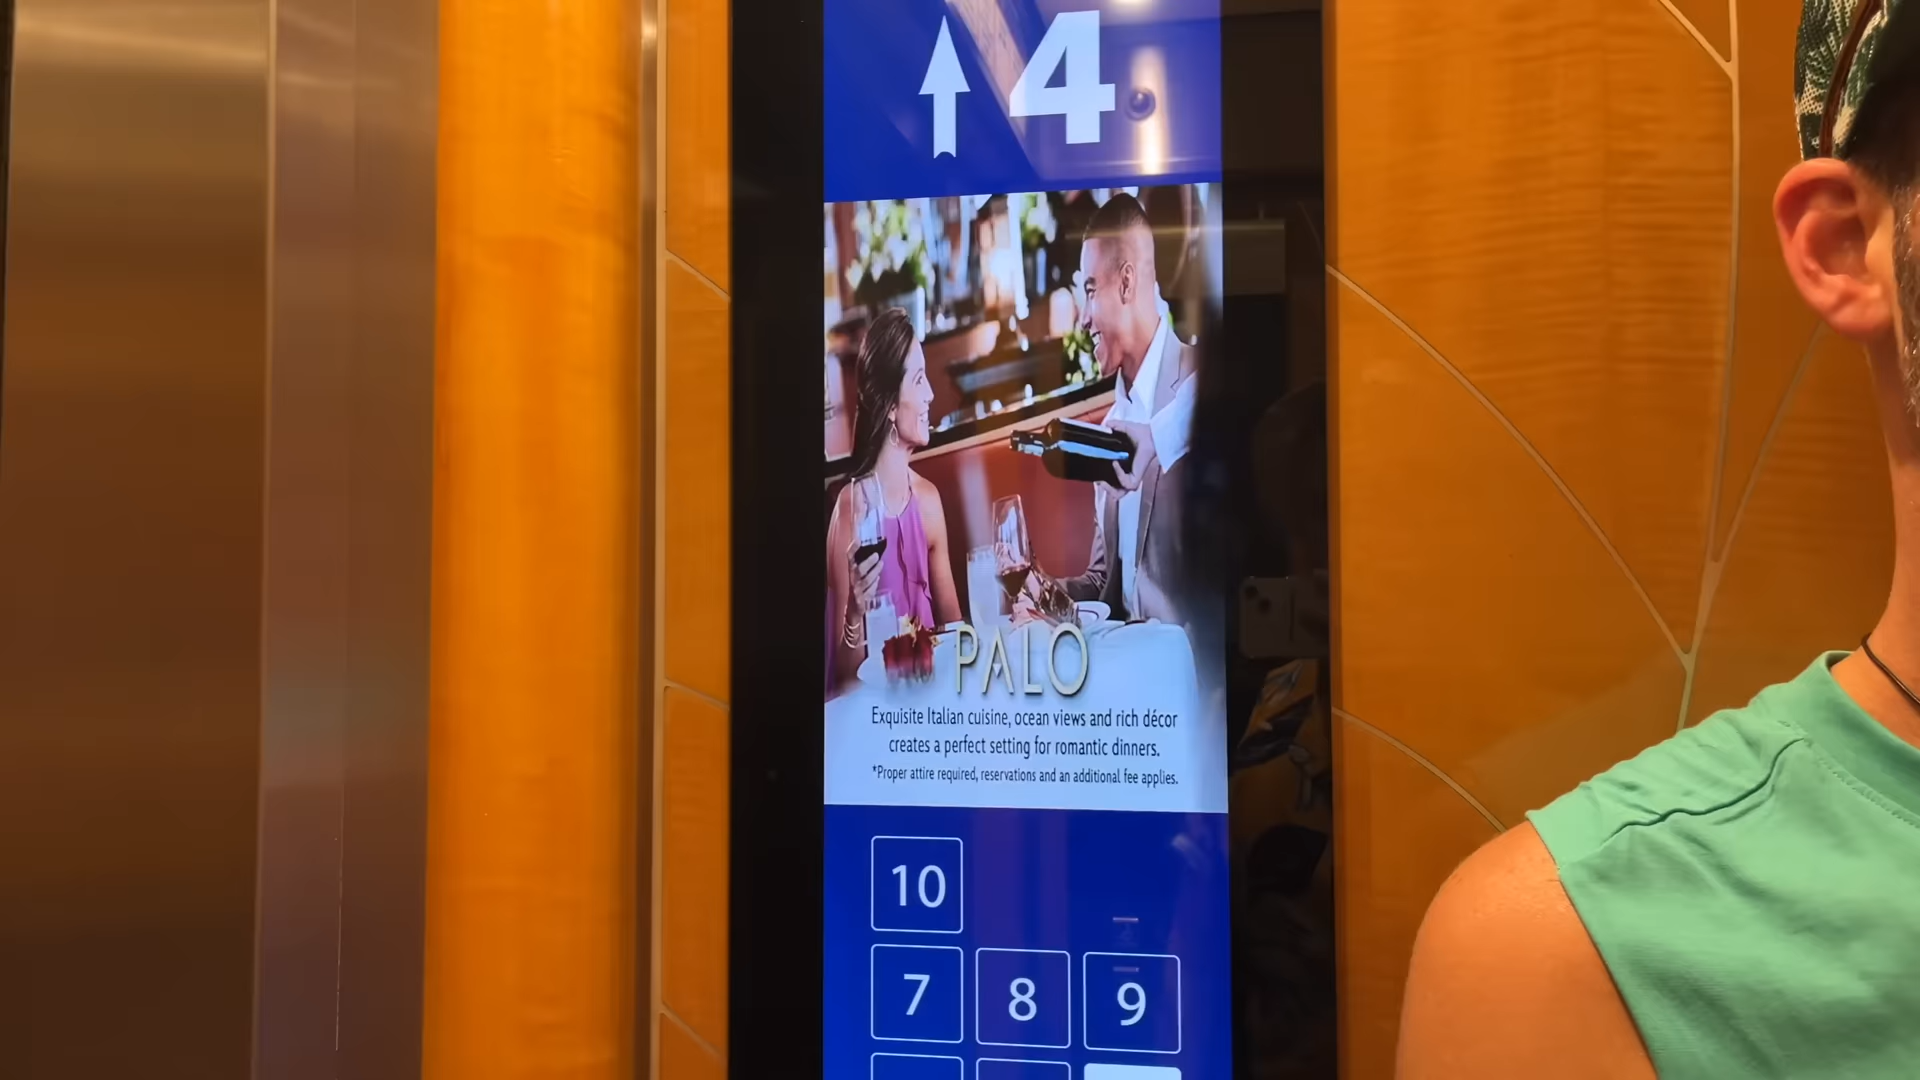 4
PALO
Exquisite Italian cuisine, ocean views and rich décor
creates a perfect setting for romantic dinners.
*Proper attire required, reservations and an additional fee applies.
10
7 8 9